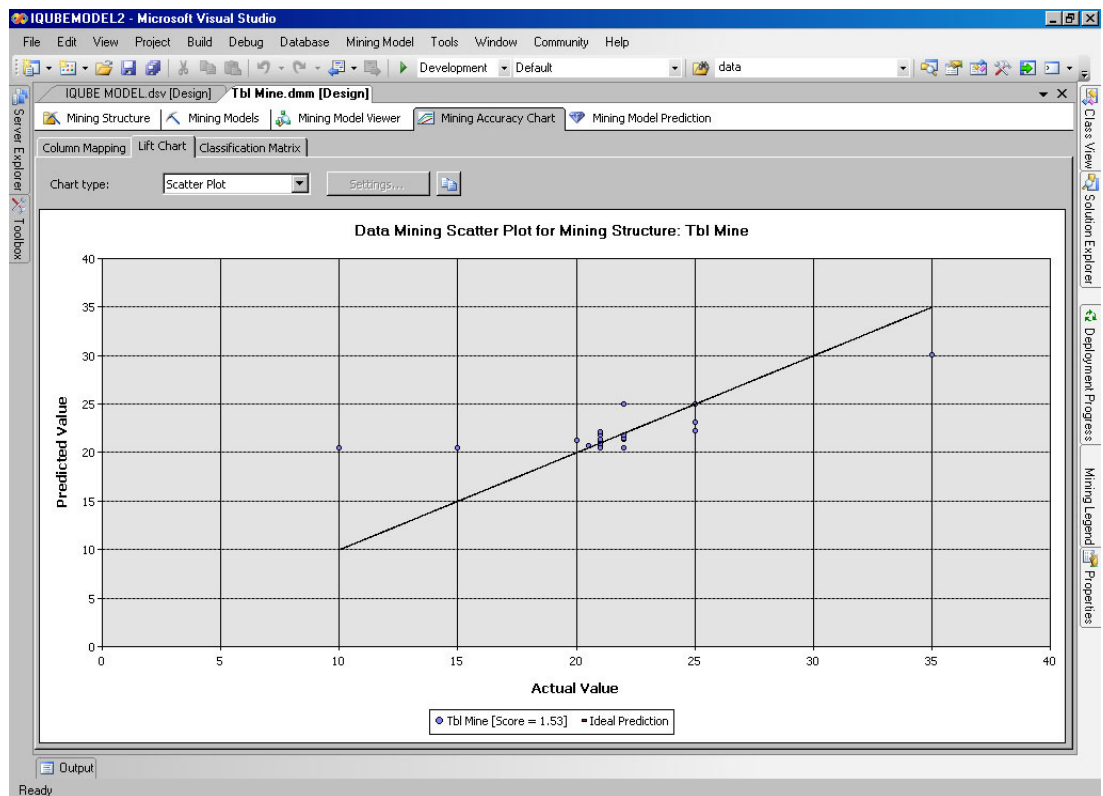 IQUBEMODEL2 - Microsoft Visual Studio
File Edit View Project Build Debug Database Mining Model Tools Window Community Help
Development Default data
IQUBE MODEL.dsv [Design] Tbl Mine.dmm [Design]
Mining Structure Mining Models Mining Model Viewer Mining Accuracy Chart Mining Model Prediction
Column Mapping Lift Chart Classification Matrix
Chart type: Scatter Plot Settings...
Server Explorer
Toolbox
Data Mining Scatter Plot for Mining Structure: Tbl Mine
Predicted Value
40
35
30
25
20
15
10
5
0
0 5 10 15 20 25 30 35 40
Actual Value
Tbl Mine [Score = 1.53] Ideal Prediction
Class View
Solution Explorer
Deployment Progress
Mining Legend
Properties
Output
Ready